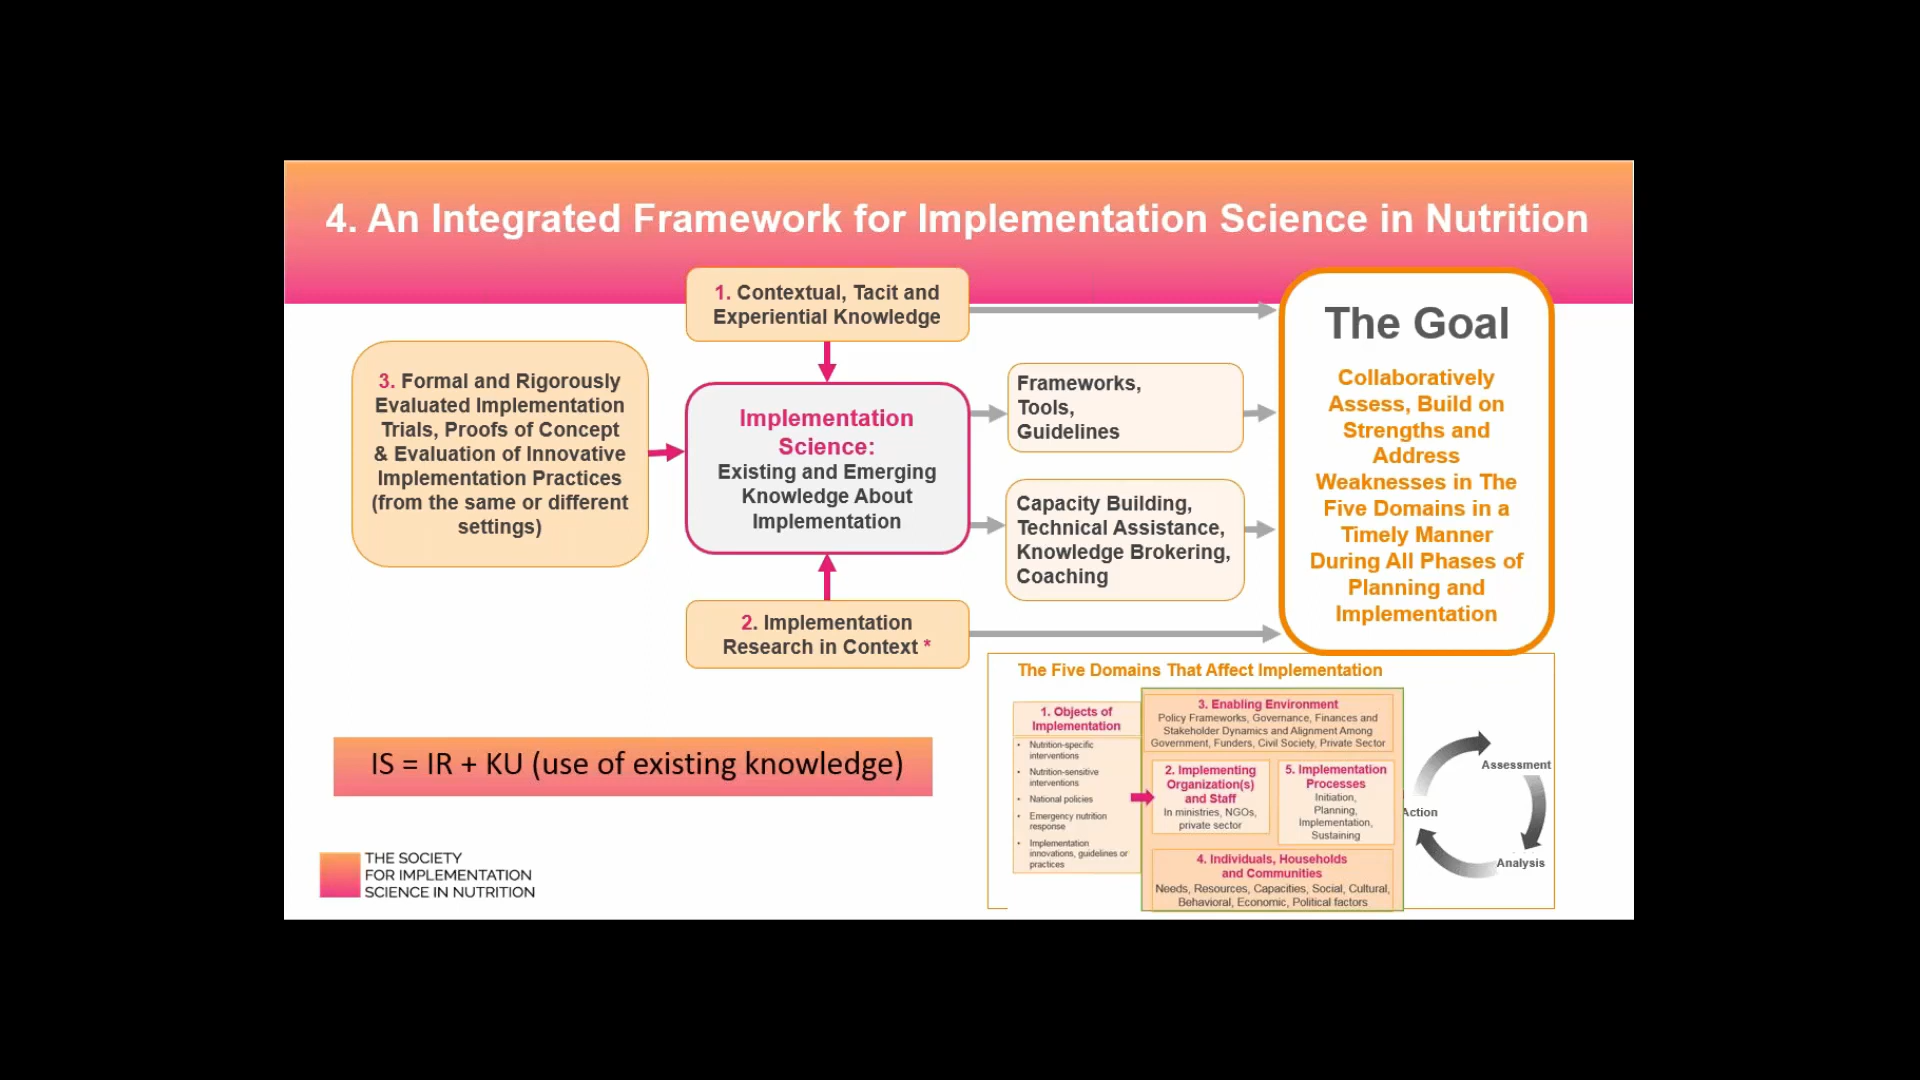 4. An Integrated Framework for Implementation Science in Nutrition
1. Contextual, Tacit and
Experiential Knowledge
3. Formal and Rigorously
Evaluated Implementation
Trials, Proofs of Concept
& Evaluation of Innovative
Implementation Practices
(from the same or different
settings)
Implementation
Science:
Existing and Emerging
Knowledge About
Implementation
2. Implementation
Research in Context *
Frameworks,
Tools,
Guidelines
Capacity Building,
Technical Assistance,
Knowledge Brokering,
Coaching
The Goal
Collaboratively
Assess, Build on
Strengths and
Address
Weaknesses in The
Five Domains in a
Timely Manner
During All Phases of
Planning and
Implementation
IS = IR + KU (use of existing knowledge)
THE SOCIETY
FOR IMPLEMENTATION
SCIENCE IN NUTRITION
The Five Domains That Affect Implementation
1. Objects of
Implementation
• Nutrition-specific
interventions
• Nutrition-sensitive
interventions
• National policies
• Emergency nutrition
response
• Implementation
innovations, guidelines or
practices
3. Enabling Environment
Policy Frameworks, Governance, Finances and
Stakeholder Dynamics and Alignment Among
Government, Funders, Civil Society, Private Sector
2. Implementing
Organization(s)
and Staff
In ministries, NGOs,
private sector
5. Implementation
Processes
Initiation,
Planning,
Implementation,
Sustaining
4. Individuals, Households
and Communities
Needs, Resources, Capacities, Social, Cultural,
Behavioral, Economic, Political factors
Assessment
Action
Analysis